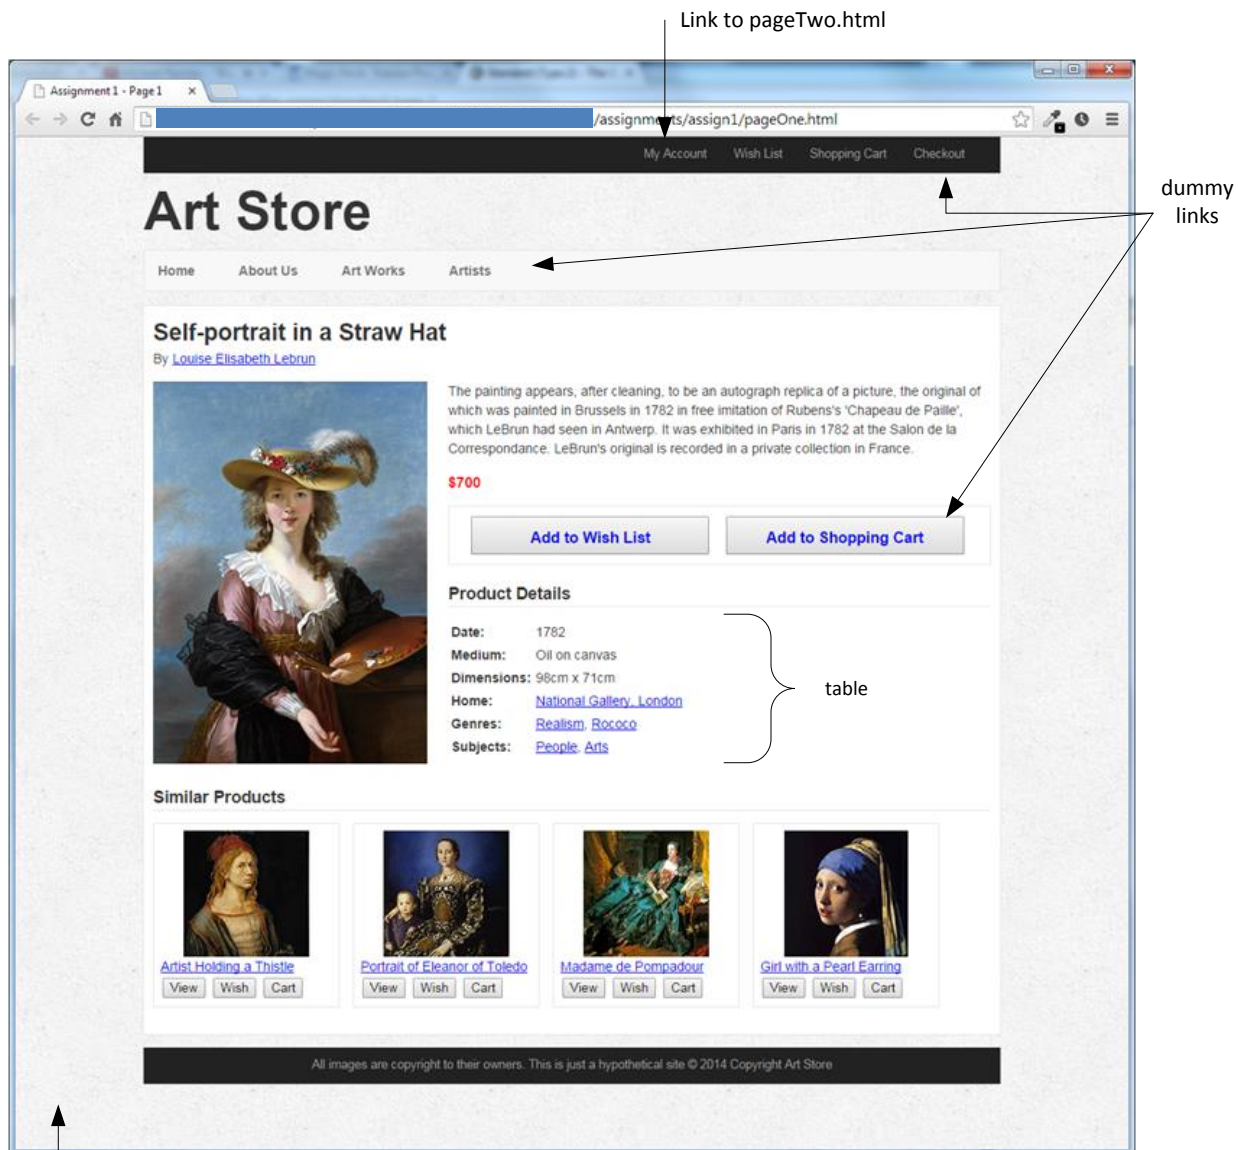 Link to pageTwo.html
Assignment 1 - Page 1
/assignments/assign1/pageOne.html
My Account Wish List Shopping Cart Checkout
dummy
links
Art Store
Home About Us Art Works Artists
Self-portrait in a Straw Hat
By Louise Elisabeth Lebrun
The painting appears, after cleaning, to be an autograph replica of a picture, the original of
which was painted in Brussels in 1782 in free imitation of Rubens's 'Chapeau de Paille',
which LeBrun had seen in Antwerp. It was exhibited in Paris in 1782 at the Salon de la
Correspondance. LeBrun's original is recorded in a private collection in France.
$700
Add to Wish List Add to Shopping Cart
Product Details
Date: 1782
Medium: Oil on canvas
Dimensions: 98cm x 71cm
Home: National Gallery, London
Genres: Realism, Rococo
Subjects: People, Arts
table
Similar Products
Artist Holding a Thistle Portrait of Eleanor of Toledo Madame de Pompadour Girl with a Pearl Earring
View Wish Cart View Wish Cart View Wish Cart View Wish Cart
All images are copyright to their owners. This is just a hypothetical site © 2014 Copyright Art Store